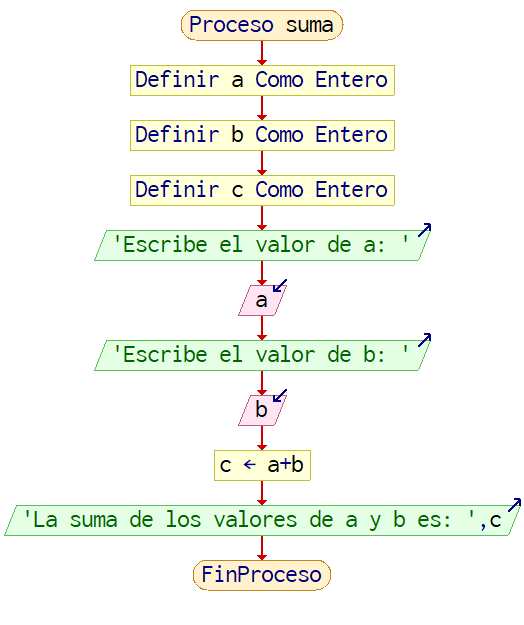 Proceso suma
Definir a Como Entero
Definir b Como Entero
Definir c Como Entero
'Escribe el valor de a: '
a
'Escribe el valor de b: '
b
c ← a+b
'La suma de los valores de a y b es: ',c
FinProceso